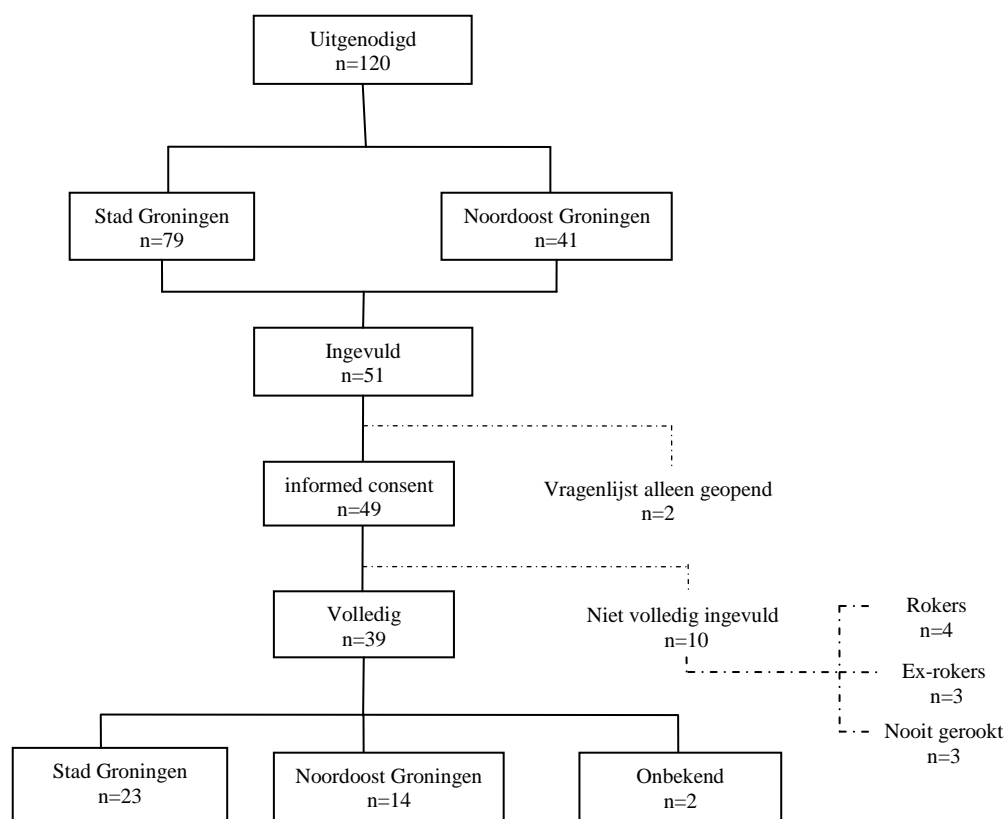 Uitgenodigd
n=120
Stad Groningen
n=79
Noordoost Groningen
n=41
Ingevuld
n=51
informed consent
n=49
Vragenlijst alleen geopend
n=2
Volledig
n=39
Niet volledig ingevuld
n=10
Rokers
n=4
Ex-rokers
n=3
Nooit gerookt
n=3
Stad Groningen
n=23
Noordoost Groningen
n=14
Onbekend
n=2